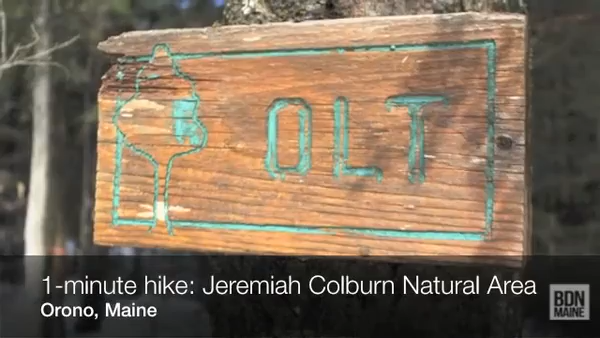 OLT
1-minute hike: Jeremiah Colburn Natural Area
Orono, Maine
BDN
MAINE